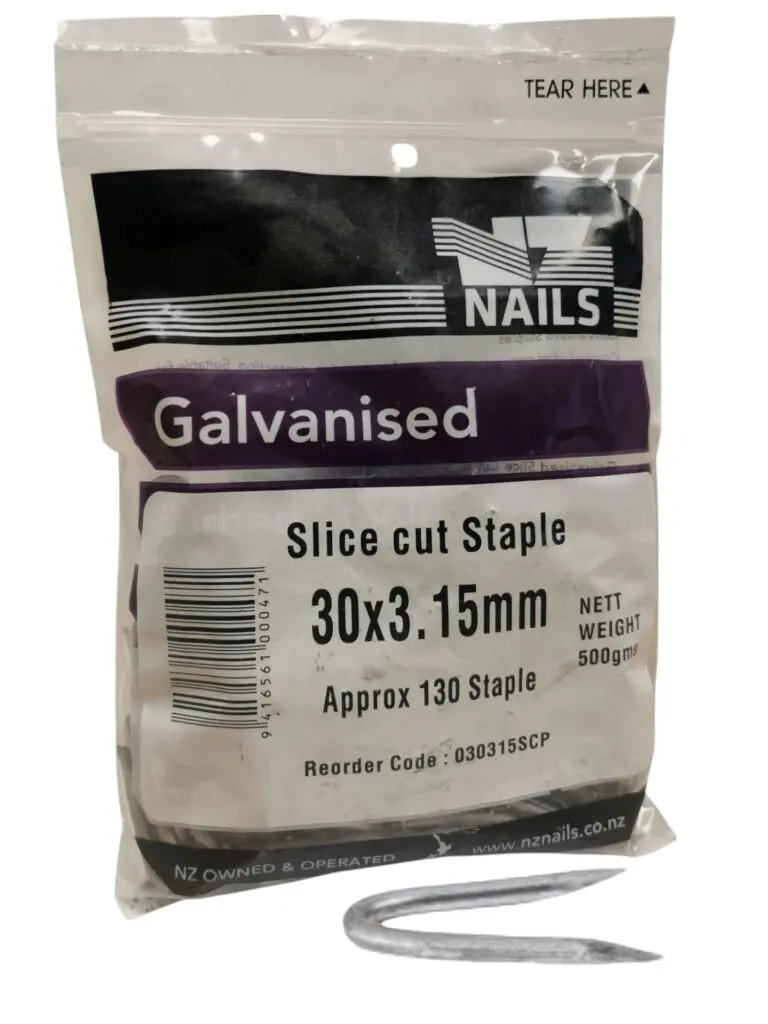 TEAR HERE ▲
NZ
NAILS
Galvanised
Slice cut Staple
30x3.15mm
NETT
WEIGHT
500gms
Approx 130 Staple
Reorder Code : 030315SCP
9 416561 000471
NZ OWNED & OPERATED
www.nznails.co.nz